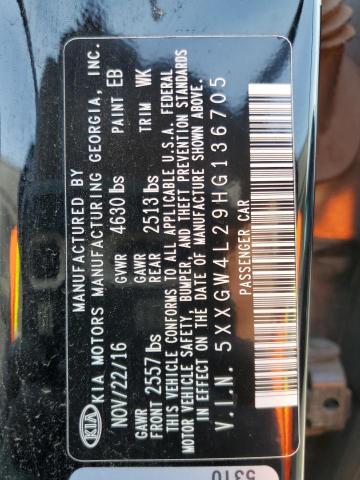 KIA
MANUFACTURED BY
KIA MOTORS MANUFACTURING GEORGIA, INC.
NOV/22/16 4630 lbs PAINT EB
GVWR
GAWR GAWR TRIM WK
FRONT 2557 lbs REAR 2513 lbs
THIS VEHICLE CONFORMS TO ALL APPLICABLE U.S.A. FEDERAL
MOTOR VEHICLE SAFETY, BUMPER, AND THEFT PREVENTION STANDARDS
IN EFFECT ON THE DATE OF MANUFACTURE SHOWN ABOVE.
V.I.N. 5XXGW4L29HG136705
PASSENGER CAR
5310